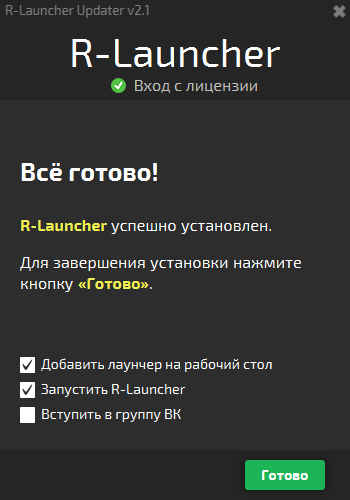 R-Launcher Updater v2.1
R-Launcher
Вход с лицензии
Всё готово!
R-Launcher успешно установлен.
Для завершения установки нажмите
кнопку «Готово».
Добавить лаунчер на рабочий стол
Запустить R-Launcher
Вступить в группу ВК
Готово